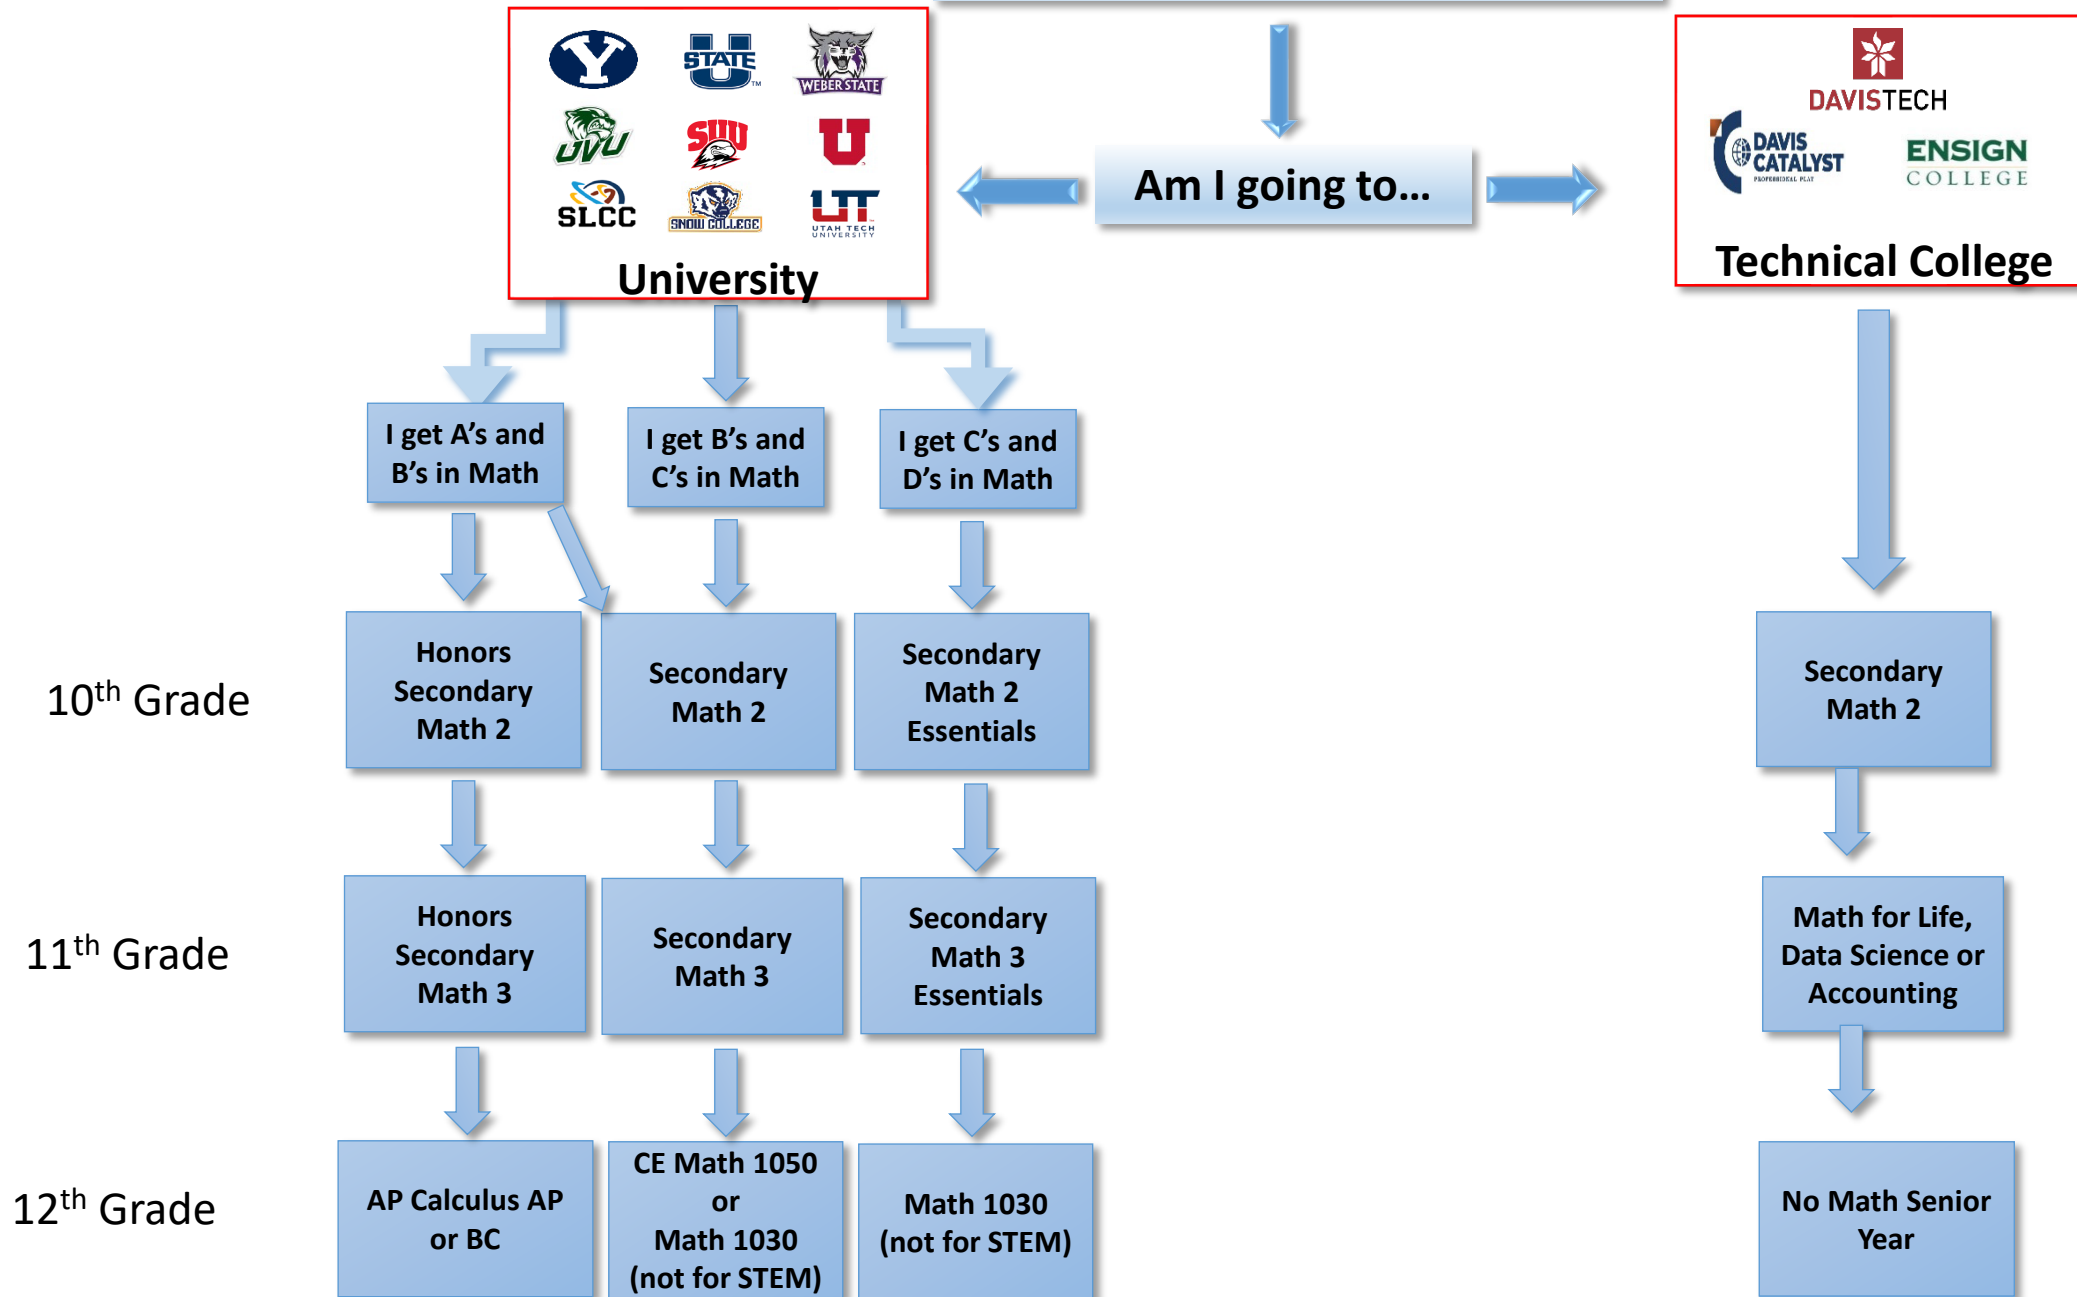 Y
STATE
U
TM
WEBER STATE
UVU
SUU
U
SLCC
SNOW COLLEGE
UT
UTAH TECH
UNIVERSITY
University
Am I going to...
DAVISTECH
DAVIS
CATALYST
ENSIGN
COLLEGE
Technical College
I get A’s and
B’s in Math
I get B’s and
C’s in Math
I get C’s and
D’s in Math
10th Grade
Honors
Secondary
Math 2
Secondary
Math 2
Secondary
Math 2
Essentials
Secondary
Math 2
11th Grade
Honors
Secondary
Math 3
Secondary
Math 3
Secondary
Math 3
Essentials
Math for Life,
Data Science or
Accounting
12th Grade
AP Calculus AP
or BC
CE Math 1050
or
Math 1030
(not for STEM)
Math 1030
(not for STEM)
No Math Senior
Year